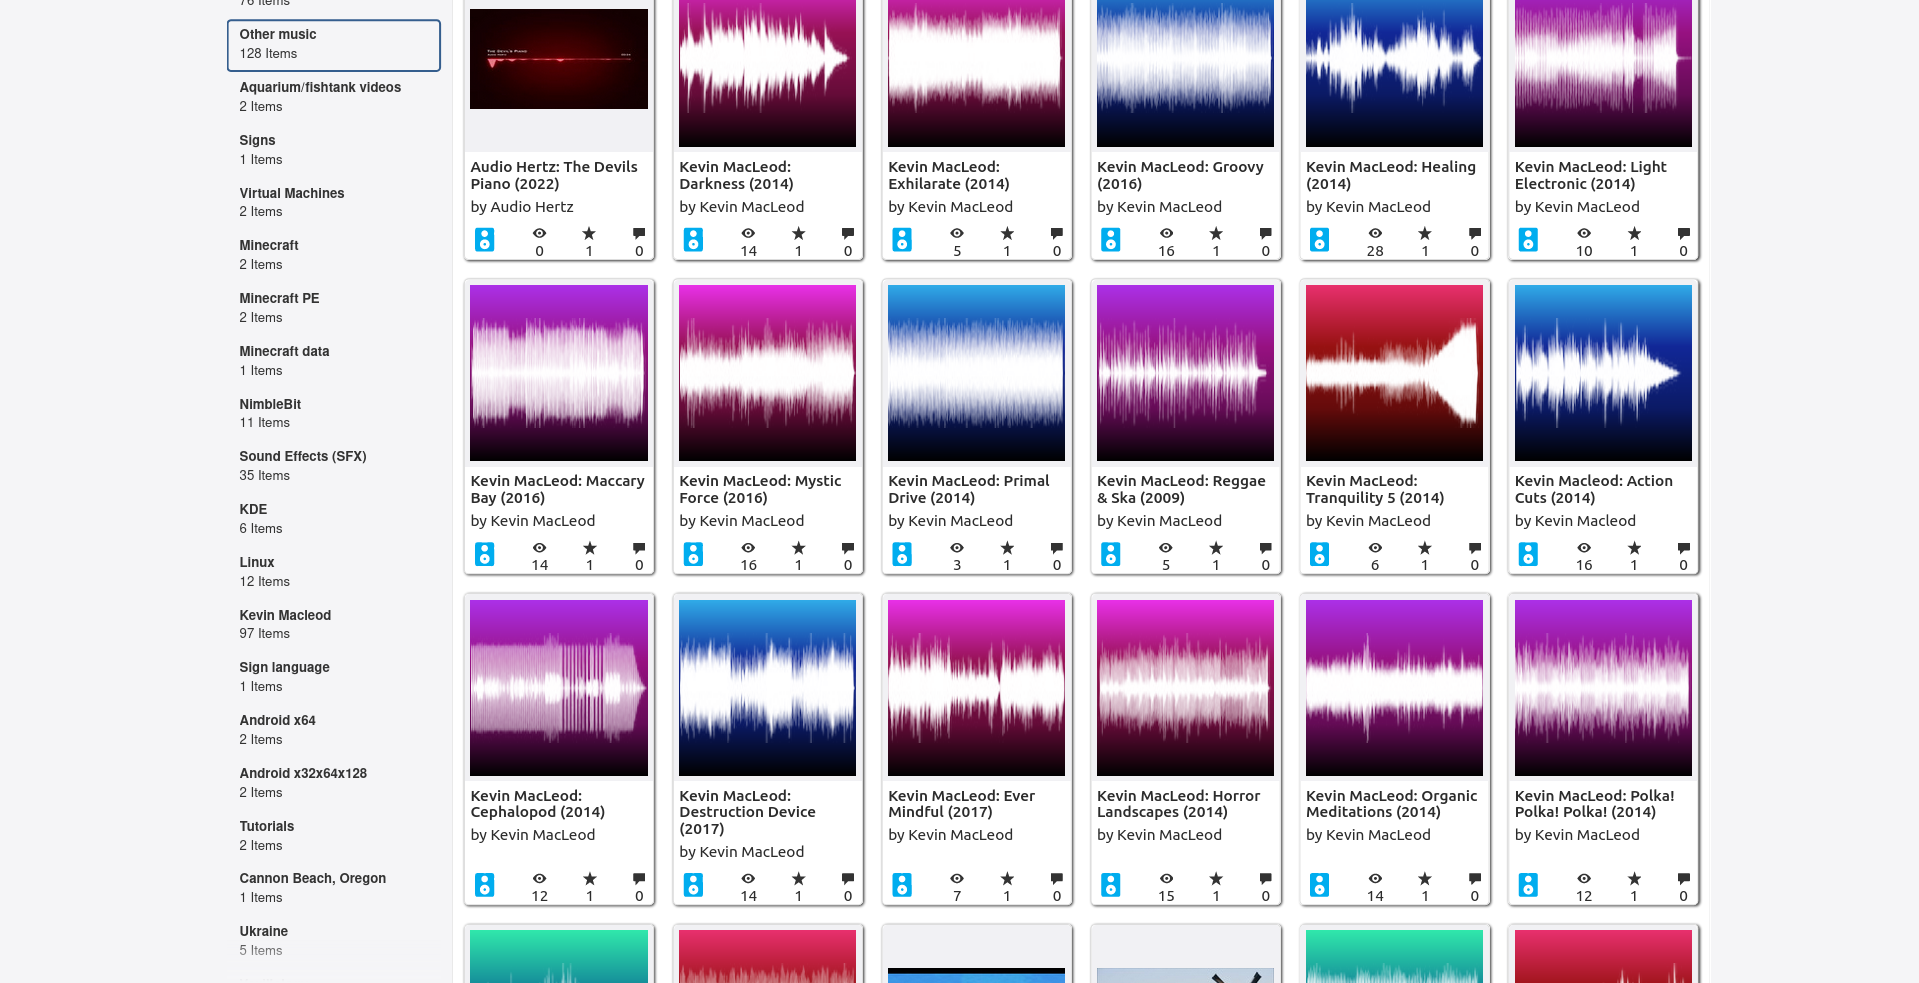 76 Items
Other music
128 Items
Aquarium/fishtank videos
2 Items
Signs
1 Items
Virtual Machines
2 Items
Minecraft
2 Items
Minecraft PE
2 Items
Minecraft data
1 Items
NimbleBit
11 Items
Sound Effects (SFX)
35 Items
KDE
6 Items
Linux
12 Items
Kevin Macleod
97 Items
Sign language
1 Items
Android x64
2 Items
Android x32x64x128
2 Items
Tutorials
2 Items
Cannon Beach, Oregon
1 Items
Ukraine
5 Items
THE DEVIL'S PIANO
Audio Hertz: The Devils
Piano (2022)
by Audio Hertz
0 1 0
Kevin MacLeod:
Darkness (2014)
by Kevin MacLeod
14 1 0
Kevin MacLeod:
Exhilarate (2014)
by Kevin MacLeod
5 1 0
Kevin MacLeod: Groovy
(2016)
by Kevin MacLeod
16 1 0
Kevin MacLeod: Healing
(2014)
by Kevin MacLeod
28 1 0
Kevin MacLeod: Light
Electronic (2014)
by Kevin MacLeod
10 1 0
Kevin MacLeod: Maccary
Bay (2016)
by Kevin MacLeod
14 1 0
Kevin MacLeod: Mystic
Force (2016)
by Kevin MacLeod
16 1 0
Kevin MacLeod: Primal
Drive (2014)
by Kevin MacLeod
3 1 0
Kevin MacLeod: Reggae
& Ska (2009)
by Kevin MacLeod
5 1 0
Kevin MacLeod:
Tranquility 5 (2014)
by Kevin MacLeod
6 1 0
Kevin Macleod: Action
Cuts (2014)
by Kevin Macleod
16 1 0
Kevin MacLeod:
Cephalopod (2014)
by Kevin MacLeod
12 1 0
Kevin MacLeod:
Destruction Device
(2017)
by Kevin MacLeod
14 1 0
Kevin MacLeod: Ever
Mindful (2017)
by Kevin MacLeod
7 1 0
Kevin MacLeod: Horror
Landscapes (2014)
by Kevin MacLeod
15 1 0
Kevin MacLeod: Organic
Meditations (2014)
by Kevin MacLeod
14 1 0
Kevin MacLeod: Polka!
Polka! Polka! (2014)
by Kevin MacLeod
12 1 0